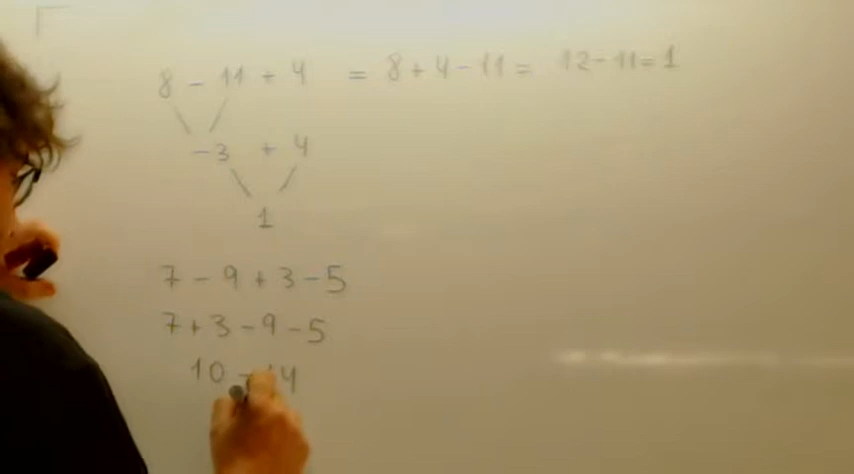 8 - 11 + 4 = 8 + 4 - 11 = 12 - 11 = 1
-3 + 4
1
7 - 9 + 3 - 5
7 + 3 - 9 - 5
10 - 14